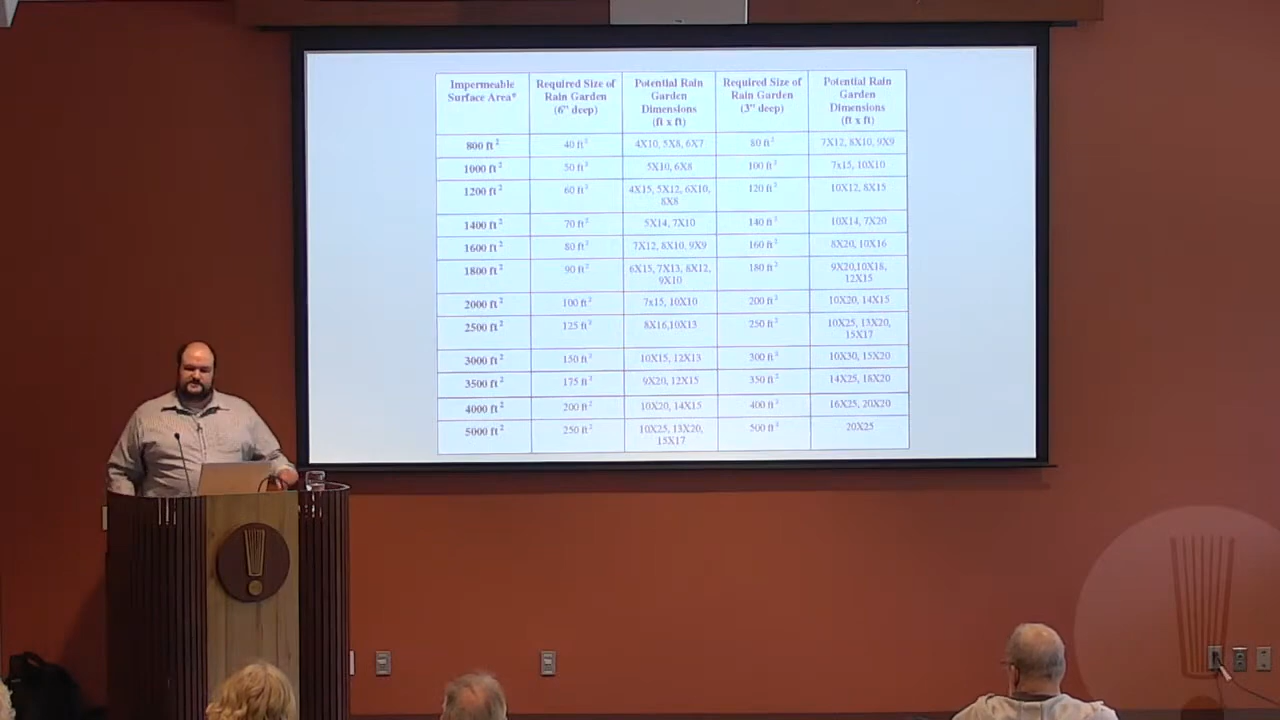 Impermeable Surface Area* Required Size of Rain Garden (6" deep) Potential Rain Garden Dimensions (ft x ft) Required Size of Rain Garden (3" deep) Potential Rain Garden Dimensions (ft x ft)
800 ft² 40 ft² 4X10, 5X8, 6X7 80 ft² 7X12, 8X10, 9X9
1000 ft² 50 ft² 5X10, 6X8 100 ft² 7x15, 10X10
1200 ft² 60 ft² 4X15, 5X12, 6X10, 8X8 120 ft² 10X12, 8X15
1400 ft² 70 ft² 5X14, 7X10 140 ft² 10X14, 7X20
1600 ft² 80 ft² 7X12, 8X10, 9X9 160 ft² 8X20, 10X16
1800 ft² 90 ft² 6X15, 7X13, 8X12, 9X10 180 ft² 9X20,10X18, 12X15
2000 ft² 100 ft² 7x15, 10X10 200 ft² 10X20, 14X15
2500 ft² 125 ft² 8X16,10X13 250 ft² 10X25, 13X20, 15X17
3000 ft² 150 ft² 10X15, 12X13 300 ft² 10X30, 15X20
3500 ft² 175 ft² 9X20, 12X15 350 ft² 14X25, 18X20
4000 ft² 200 ft² 10X20, 14X15 400 ft² 16X25, 20X20
5000 ft² 250 ft² 10X25, 13X20, 15X17 500 ft² 20X25